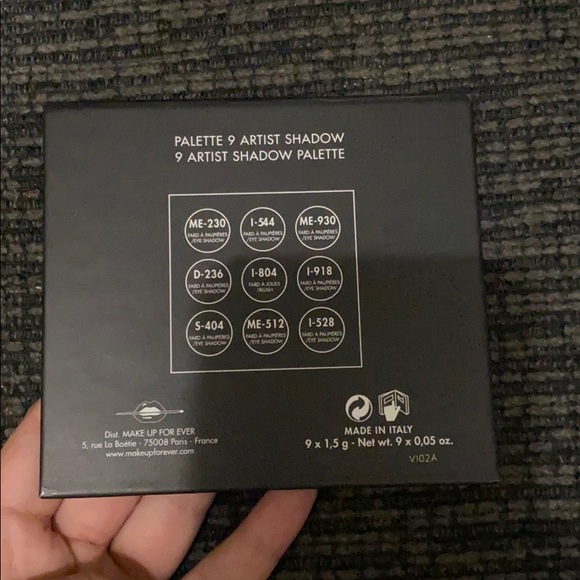 PALETTE 9 ARTIST SHADOW
9 ARTIST SHADOW PALETTE
ME-230
FARD À PAUPIÈRES
/EYE SHADOW
I-544
FARD À PAUPIÈRES
/EYE SHADOW
ME-930
FARD À PAUPIÈRES
/EYE SHADOW
D-236
FARD À PAUPIÈRES
/EYE SHADOW
I-804
FARD À JOUES
/BLUSH
I-918
FARD À PAUPIÈRES
/EYE SHADOW
S-404
FARD À PAUPIÈRES
/EYE SHADOW
ME-512
FARD À PAUPIÈRES
/EYE SHADOW
I-528
FARD À PAUPIÈRES
/EYE SHADOW
Dist. MAKE UP FOR EVER
5, rue La Boétie - 75008 Paris - France
www.makeupforever.com
MADE IN ITALY
9 x 1,5 g - Net wt. 9 x 0,05 oz.
VI02A